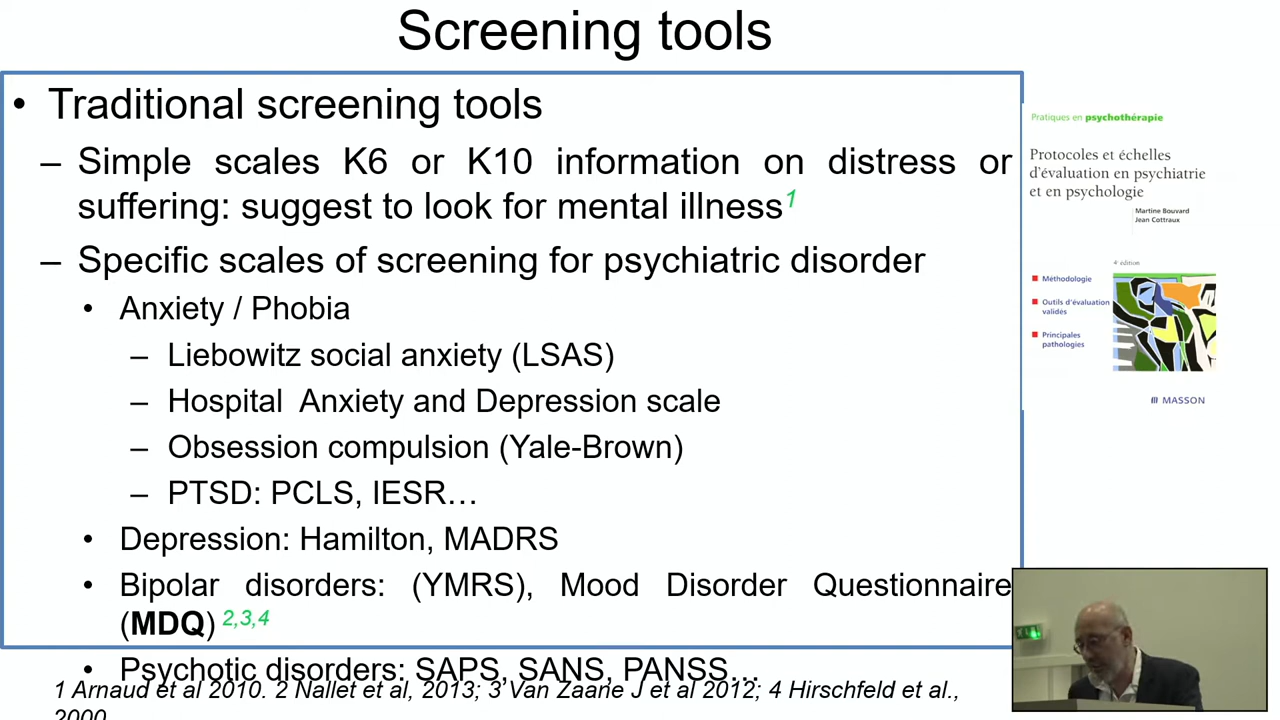 Screening tools
• Traditional screening tools
– Simple scales K6 or K10 information on distress or
suffering: suggest to look for mental illness1
– Specific scales of screening for psychiatric disorder
• Anxiety / Phobia
– Liebowitz social anxiety (LSAS)
– Hospital Anxiety and Depression scale
– Obsession compulsion (Yale-Brown)
– PTSD: PCLS, IESR…
• Depression: Hamilton, MADRS
• Bipolar disorders: (YMRS), Mood Disorder Questionnaire
(MDQ) 2,3,4
• Psychotic disorders: SAPS, SANS, PANSS…
1 Arnaud et al 2010. 2 Nallet et al, 2013; 3 Van Zaane J et al 2012; 4 Hirschfeld et al.,
2000
Pratiques en psychothérapie
Protocoles et échelles
d'évaluation en psychiatrie
et en psychologie
Martine Bouvard
Jean Cottraux
4e édition
Méthodologie
Outils d'évaluation
validés
Principales
pathologies
MASSON